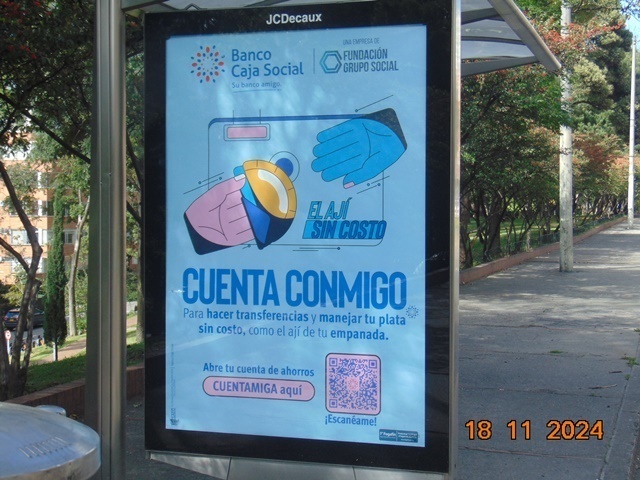 JCDecaux
Banco
Caja Social
Su banco amigo.
UNA EMPRESA DE
FUNDACIÓN
GRUPO SOCIAL
EL AJÍ
SIN COSTO
CUENTA CONMIGO
Para hacer transferencias y manejar tu plata
sin costo, como el ají de tu empanada.
Abre tu cuenta de ahorros
CUENTAMIGA aquí
¡Escanéame!
18 11 2024